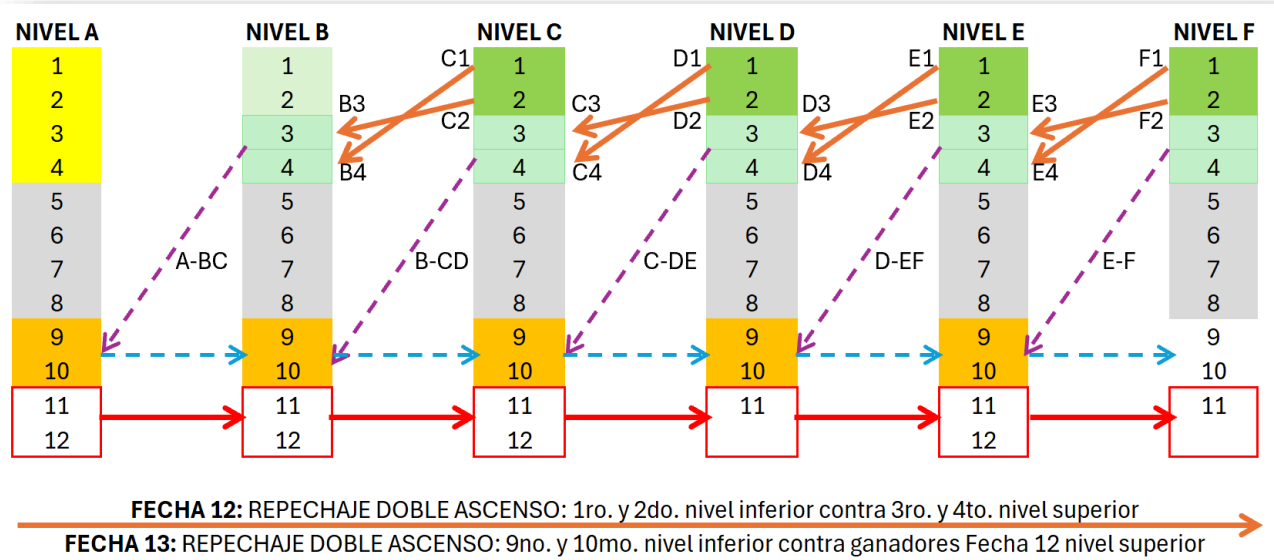 NIVEL A NIVEL B NIVEL C NIVEL D NIVEL E NIVEL F
C1 D1 E1 F1
1 1 1 1 1 1
2 2 2 2 2 2
B3 C3 D3 E3
C2 D2 E2 F2
3 3 3 3 3 3
4 4 4 4 4 4
B4 C4 D4 E4
5 5 5 5 5 5
6 6 6 6 6 6
A-BC B-CD C-DE D-EF E-F
7 7 7 7 7 7
8 8 8 8 8 8
9 9 9 9 9 9
10 10 10 10 10 10
11 11 11 11 11 11
12 12 12 12
FECHA 12: REPECHAJE DOBLE ASCENSO: 1ro. y 2do. nivel inferior contra 3ro. y 4to. nivel superior
FECHA 13: REPECHAJE DOBLE ASCENSO: 9no. y 10mo. nivel inferior contra ganadores Fecha 12 nivel superior